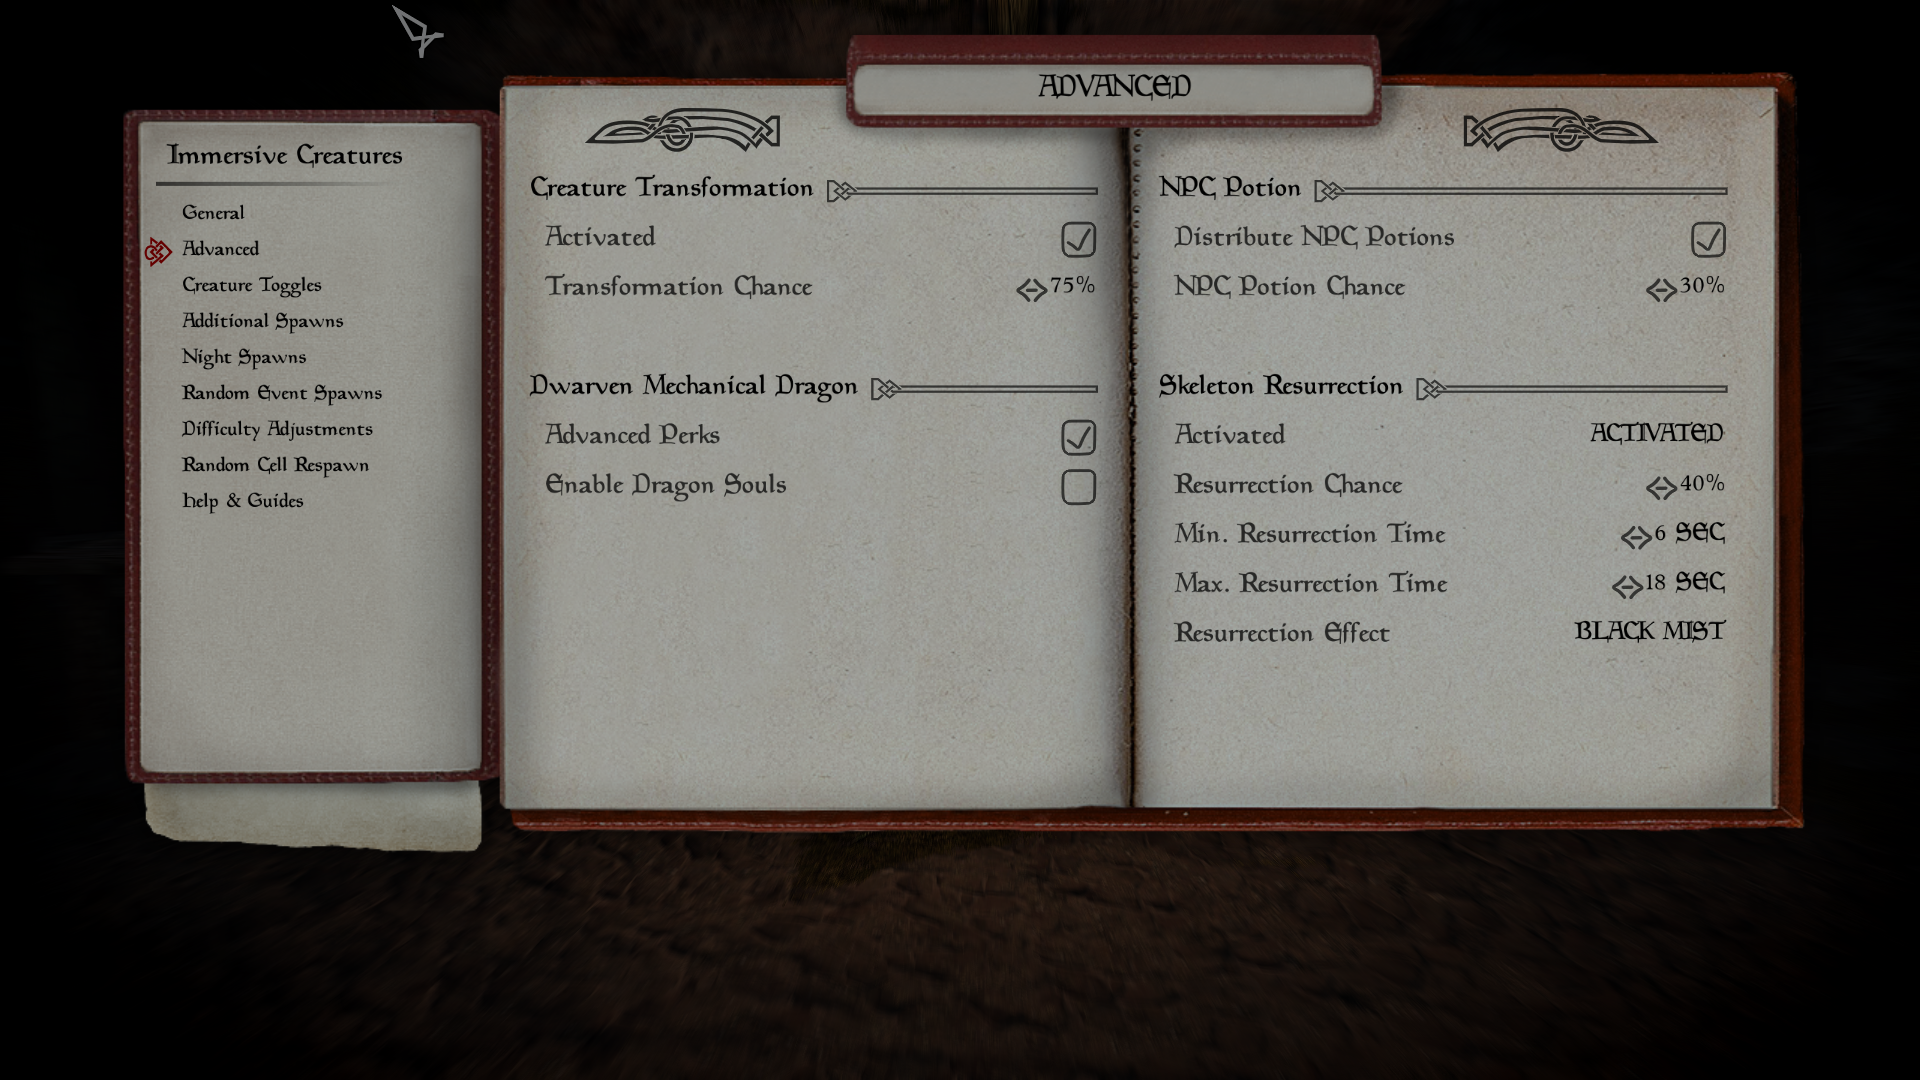 ADVANCED
Immersive Creatures
General
Advanced
Creature Toggles
Additional Spawns
Night Spawns
Random Event Spawns
Difficulty Adjustments
Random Cell Respawn
Help & Guides
Creature Transformation
Activated
Transformation Chance 75%
Dwarven Mechanical Dragon
Advanced Perks
Enable Dragon Souls
NPC Potion
Distribute NPC Potions
NPC Potion Chance 30%
Skeleton Resurrection
Activated ACTIVATED
Resurrection Chance 40%
Min. Resurrection Time 6 SEC
Max. Resurrection Time 18 SEC
Resurrection Effect BLACK MIST